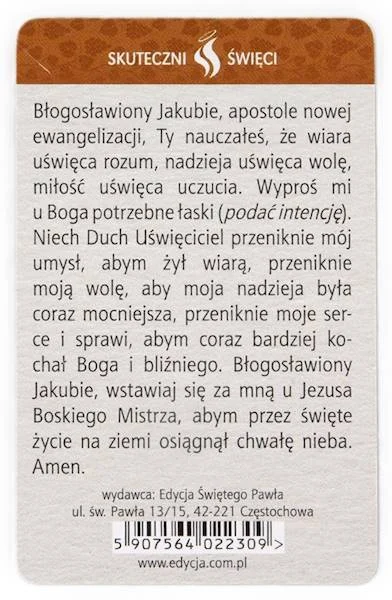 SKUTECZNI ŚWIĘCI
Błogosławiony Jakubie, apostole nowej
ewangelizacji, Ty nauczałeś, że wiara
uświęca rozum, nadzieja uświęca wolę,
miłość uświęca uczucia. Wyproś mi
u Boga potrzebne łaski (podać intencję).
Niech Duch Uświęciciel przeniknie mój
umysł, abym żył wiarą, przeniknie
moją wolę, aby moja nadzieja była
coraz mocniejsza, przeniknie moje ser-
ce i sprawi, abym coraz bardziej ko-
chał Boga i bliźniego. Błogosławiony
Jakubie, wstawiaj się za mną u Jezusa
Boskiego Mistrza, abym przez święte
życie na ziemi osiągnął chwałę nieba.
Amen.
wydawca: Edycja Świętego Pawła
ul. św. Pawła 13/15, 42-221 Częstochowa
5 907564 022309 >
www.edycja.com.pl